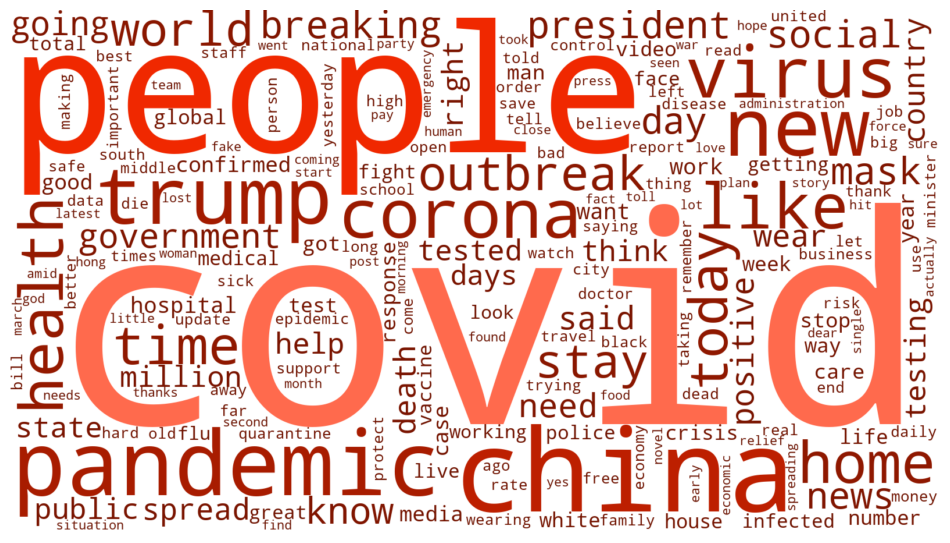 going
world
breaking
president
hope
united
social
total
best
staff
went
national
party
people
right
told
man
took
control
video
war
read
seen
virus
country
making
important
team
global
person
yesterday
high
pay
emergency
order
save
tell
press
face
left
disease
administration
new
job
force
big
sure
human
close
believe
day
report
love
safe
south
fake
middle
confirmed
coming
start
open
fight
school
bad
outbreak
thing
work
getting
mask
good
data
die
lost
latest
trump
corona
fact
toll
want
saying
lot
plan
story
like
thank
hit
year
minister
health
government
hong
times
woman
medical
got
long
post
response
morning
come
tested
watch
think
remember
today
wear
week
let
business
use
actually
amid
better
god
march
sick
days
city
doctor
covid
hospital
little
update
test
epidemic
look
found
said
travel
black
taking
positive
risk
stop
dear
single
way
testing
time
help
support
month
million
thanks
away
death
vaccine
case
stay
trying
food
dead
care
end
bill
needs
far
second
need
state
hard
old
flu
quarantine
protect
working
police
crisis
real
relief
life
daily
pandemic
live
ago
rate
yes
free
china
economy
novel
early
economic
spreading
home
news
money
public
spread
great
find
know
media
wearing
white
family
house
infected
number
situation